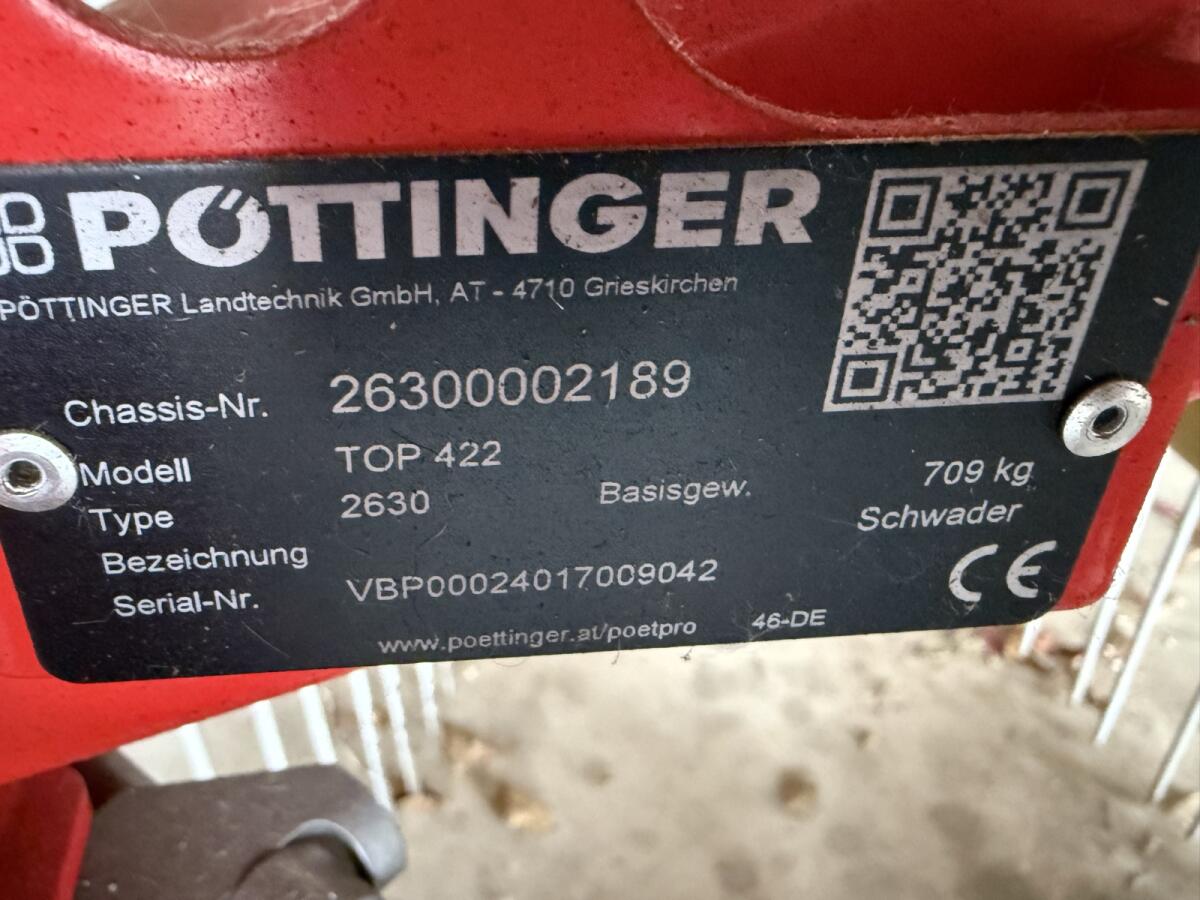 PÖTTINGER
PÖTTINGER Landtechnik GmbH, AT - 4710 Grieskirchen
Chassis-Nr. 26300002189
Modell TOP 422
Type 2630 Basisgew. 709 kg
Bezeichnung Schwader
Serial-Nr. VBP00024017009042
www.poettinger.at/poetpro 46-DE
CE